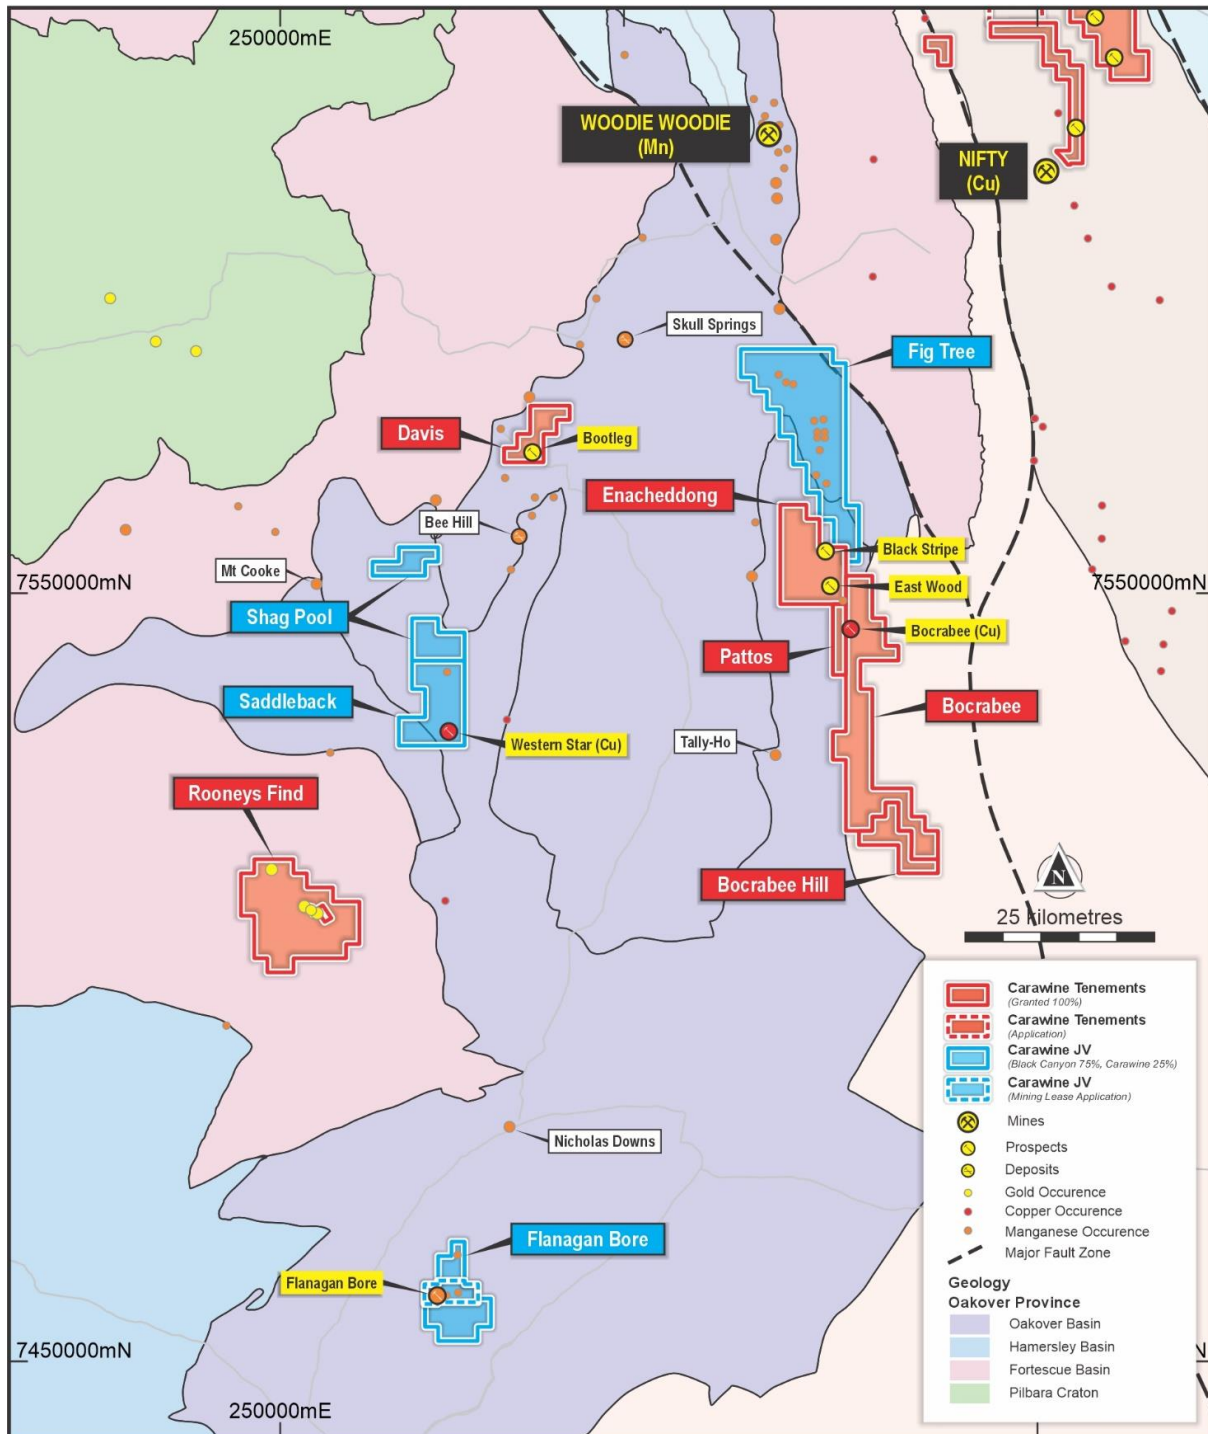 250000mE
WOODIE WOODIE
(Mn)
NIFTY
(Cu)
Skull Springs
Fig Tree
Davis
Bootleg
Enacheddong
Bee Hill
Black Stripe
Mt Cooke
7550000mN
7550000mN
East Wood
Shag Pool
Bocrabee (Cu)
Pattos
Saddleback
Bocrabee
Western Star (Cu)
Tally-Ho
Rooneys Find
Bocrabee Hill
N
25 kilometres
Carawine Tenements
(Granted 100%)
Carawine Tenements
(Application)
Carawine JV
(Black Canyon 75%, Carawine 25%)
Carawine JV
(Mining Lease Application)
Mines
Nicholas Downs
Prospects
Deposits
Gold Occurence
Copper Occurence
Manganese Occurence
Flanagan Bore
Major Fault Zone
Flanagan Bore
Geology
Oakover Province
Oakover Basin
Hamersley Basin
7450000mN
N
Fortescue Basin
Pilbara Craton
250000mE